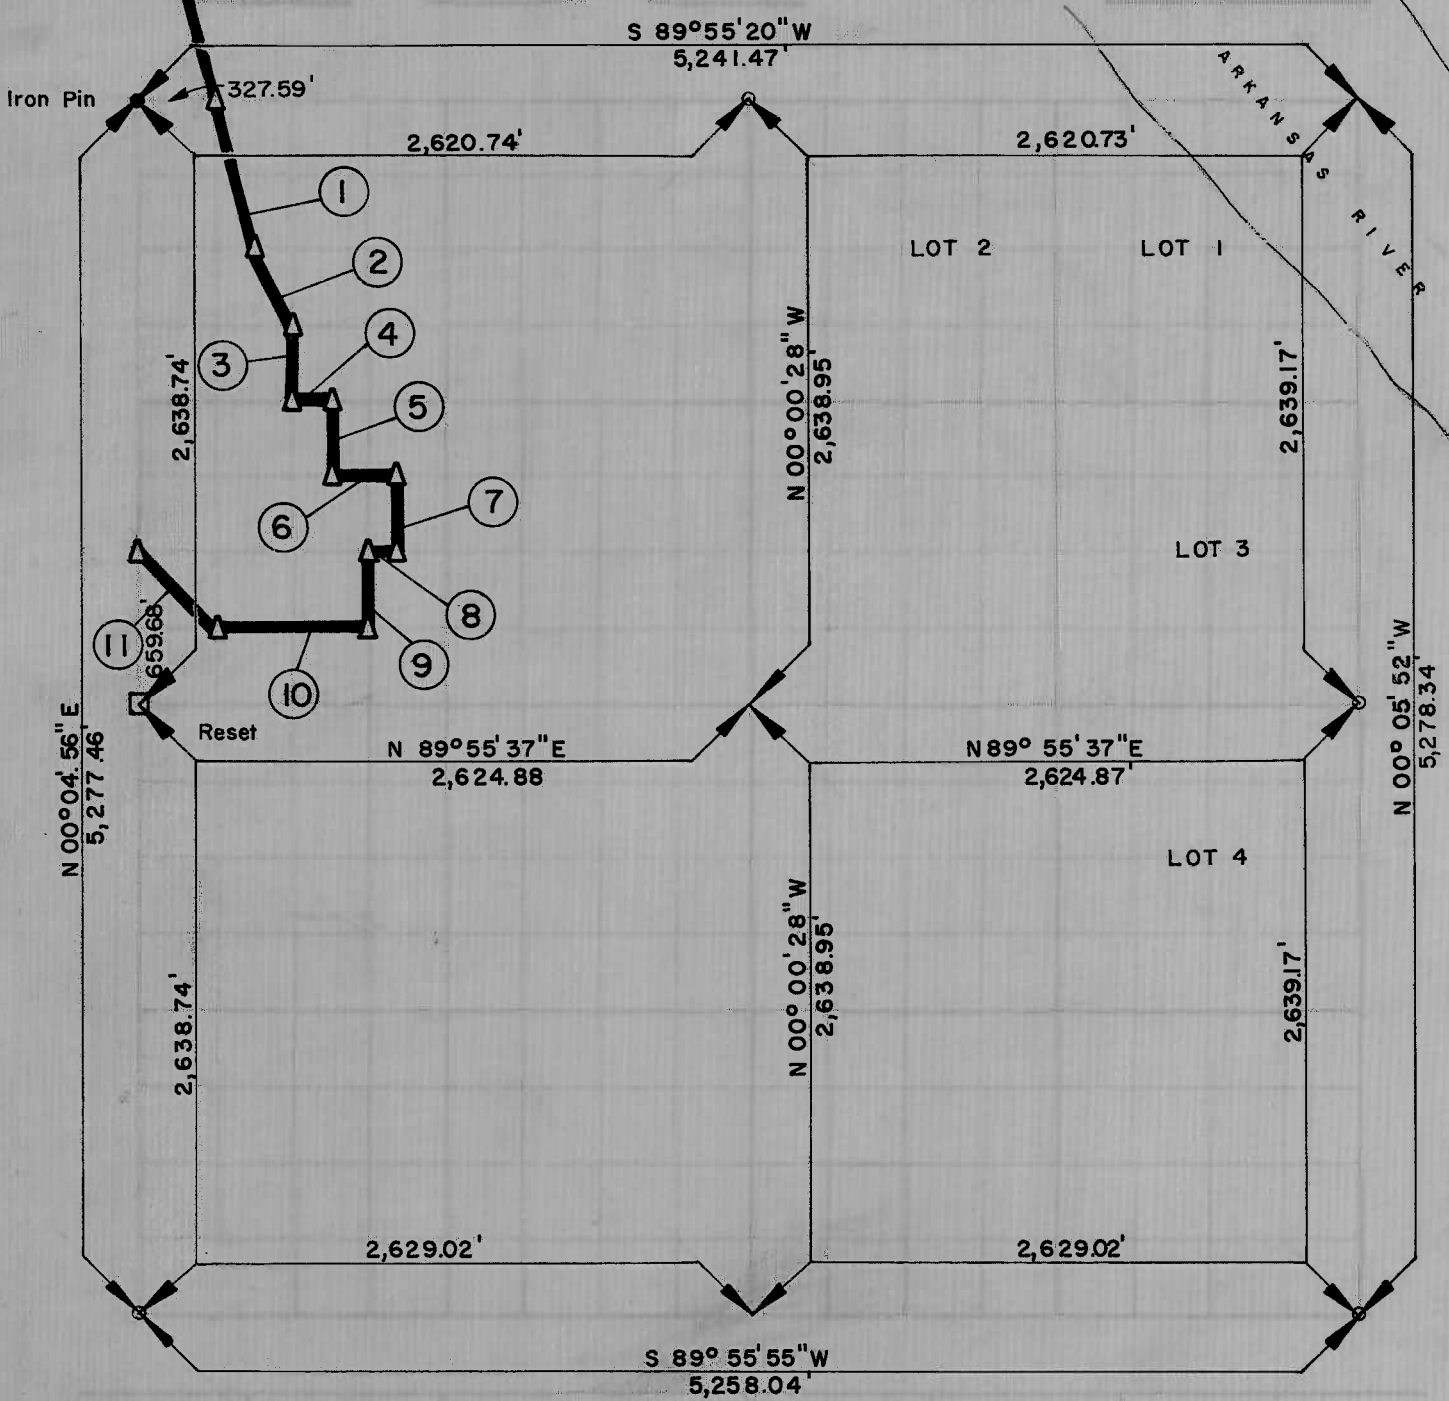 S 89°55'20"W
5,241.47'
ARKANSAS RIVER
Iron Pin
327.59'
2,620.74'
2,620.73'
1
2
LOT 2
LOT 1
3
4
2,638.74'
N 00°00'28"W
2,638.95'
2,639.17'
5
6
7
LOT 3
8
11
659.68'
9
10
N 00°04'56"E
5,277.46'
Reset
N 89°55'37"E
2,624.88
N 89°55'37"E
2,624.87'
N 00°05'52"W
5,278.34'
LOT 4
2,638.74'
N 00°00'28"W
2,638.95'
2,639.17'
2,629.02'
2,629.02'
S 89°55'55"W
5,258.04'